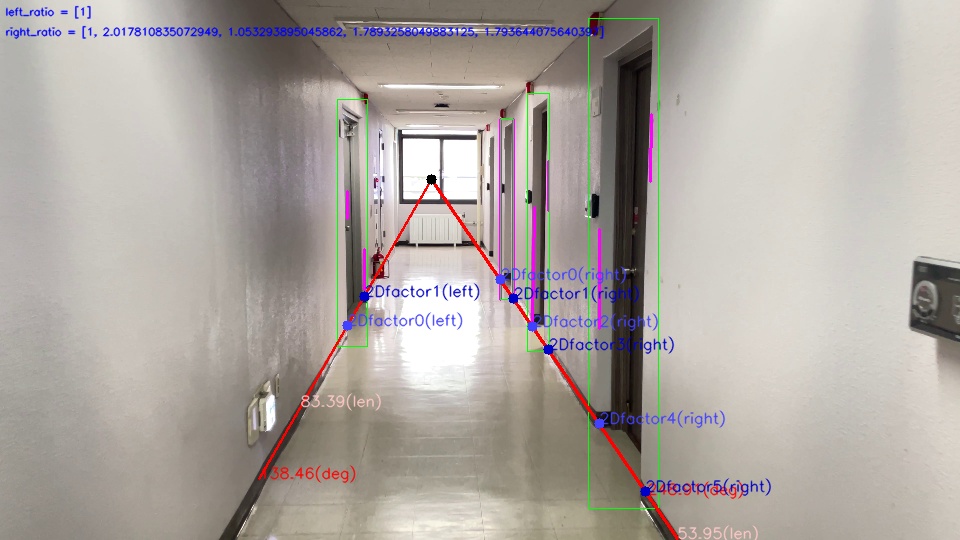 left_ratio = [1]
right_ratio = [1, 2.017810835072949, 1.053293895045862, 1.7893258049883125, 1.7936440756403
2Dfactor0(right)
2Dfactor1(left)
2Dfactor1(right)
2Dfactor0(left)
2Dfactor2(right)
2Dfactor3(right)
83.39(len)
2Dfactor4(right)
38.46(deg)
2Dfactor5(right)
53.95(len)